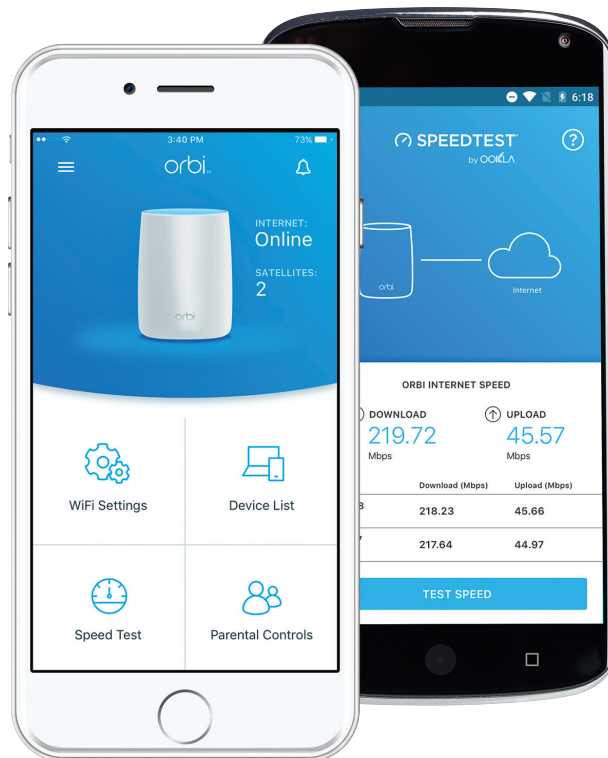 3:40 PM
73%
orbi
INTERNET:
Online
SATELLITES:
2
orbi
WiFi Settings
Device List
Speed Test
Parental Controls
6:18
SPEEDTEST
by OOKLA
?
orbi
Internet
ORBI INTERNET SPEED
DOWNLOAD
UPLOAD
219.72
45.57
Mbps
Mbps
Download (Mbps)
Upload (Mbps)
218.23
45.66
217.64
44.97
TEST SPEED